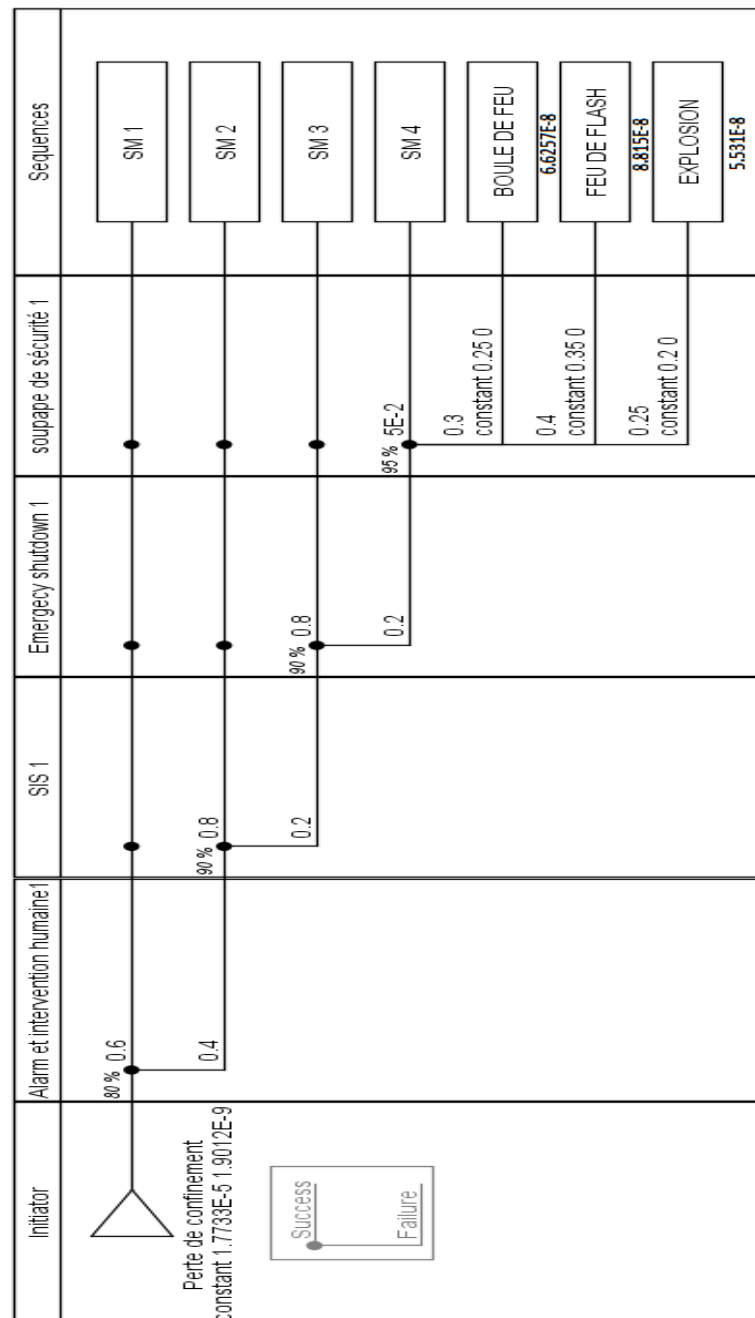 Initiator
Alarm et intervention humaine1
SIS 1
Emergecy shutdown 1
soupape de sécurité 1
Sequences
Perte de confinement
constant 1.7733E-5 1.9012E-9
80 % 0.6
0.4
90 % 0.8
0.2
90 % 0.8
0.2
95 % 5E-2
0.3
constant 0.25 0
0.4
constant 0.35 0
0.25
constant 0.2 0
SM 1
SM 2
SM 3
SM 4
BOULE DE FEU
6.6257E-8
FEU DE FLASH
8.815E-8
EXPLOSION
5.531E-8
Success
Failure